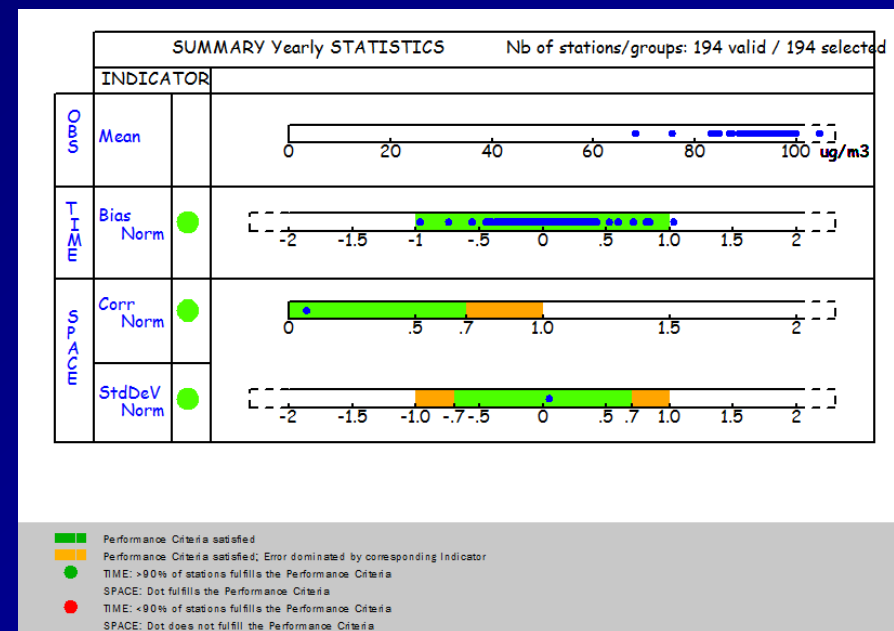 SUMMARY Yearly STATISTICS Nb of stations/groups: 194 valid / 194 selected
INDICATOR
OBS
Mean
0 20 40 60 80 100 ug/m3
TIME
Bias
Norm
-2 -1.5 -1 -.5 0 .5 1.0 1.5 2
SPACE
Corr
Norm
0 .5 .7 1.0 1.5 2
StdDeV
Norm
-2 -1.5 -1.0 -.7 -.5 0 .5 .7 1.0 1.5 2
Performance Criteria satisfied
Performance Criteria satisfied; Error dominated by corresponding Indicator
TIME: >90% of stations fulfills the Performance Criteria
SPACE: Dot fulfills the Performance Criteria
TIME: <90% of stations fulfills the Performance Criteria
SPACE: Dot does not fulfill the Performance Criteria